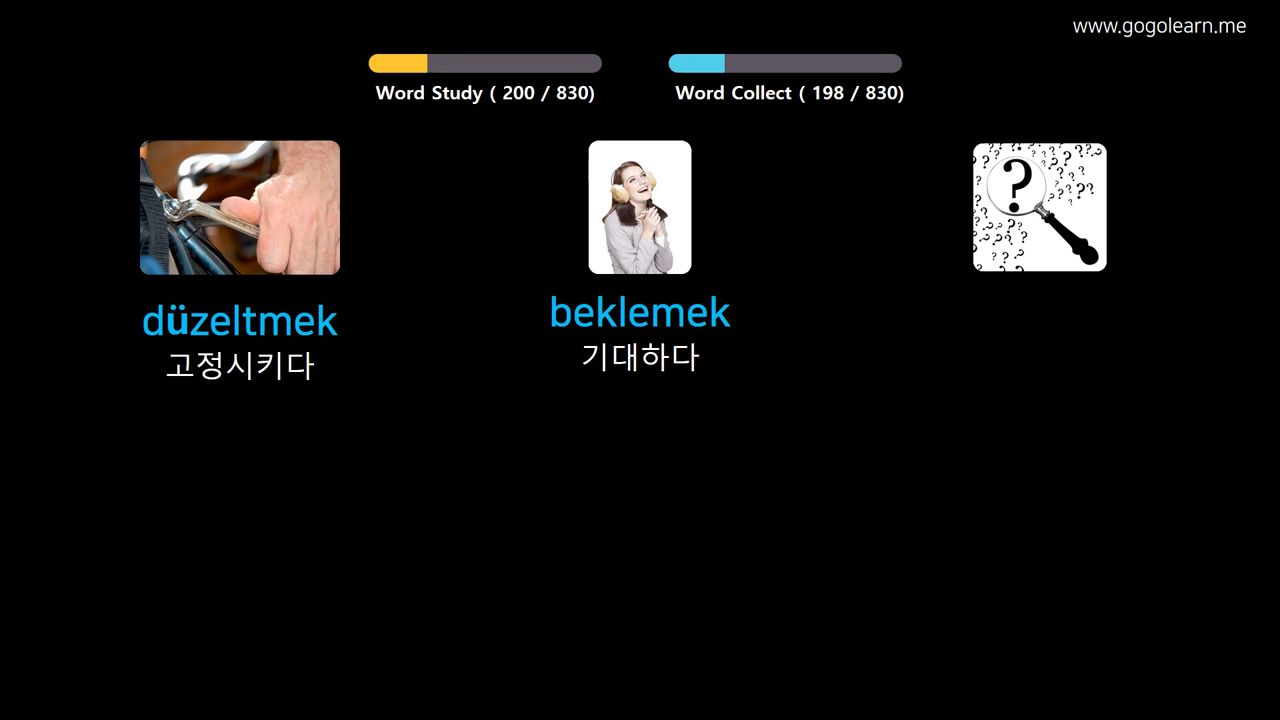 www.gogolearn.me
Word Study ( 200 / 830)
Word Collect ( 198 / 830)
düzeltmek
고정시키다
beklemek
기대하다